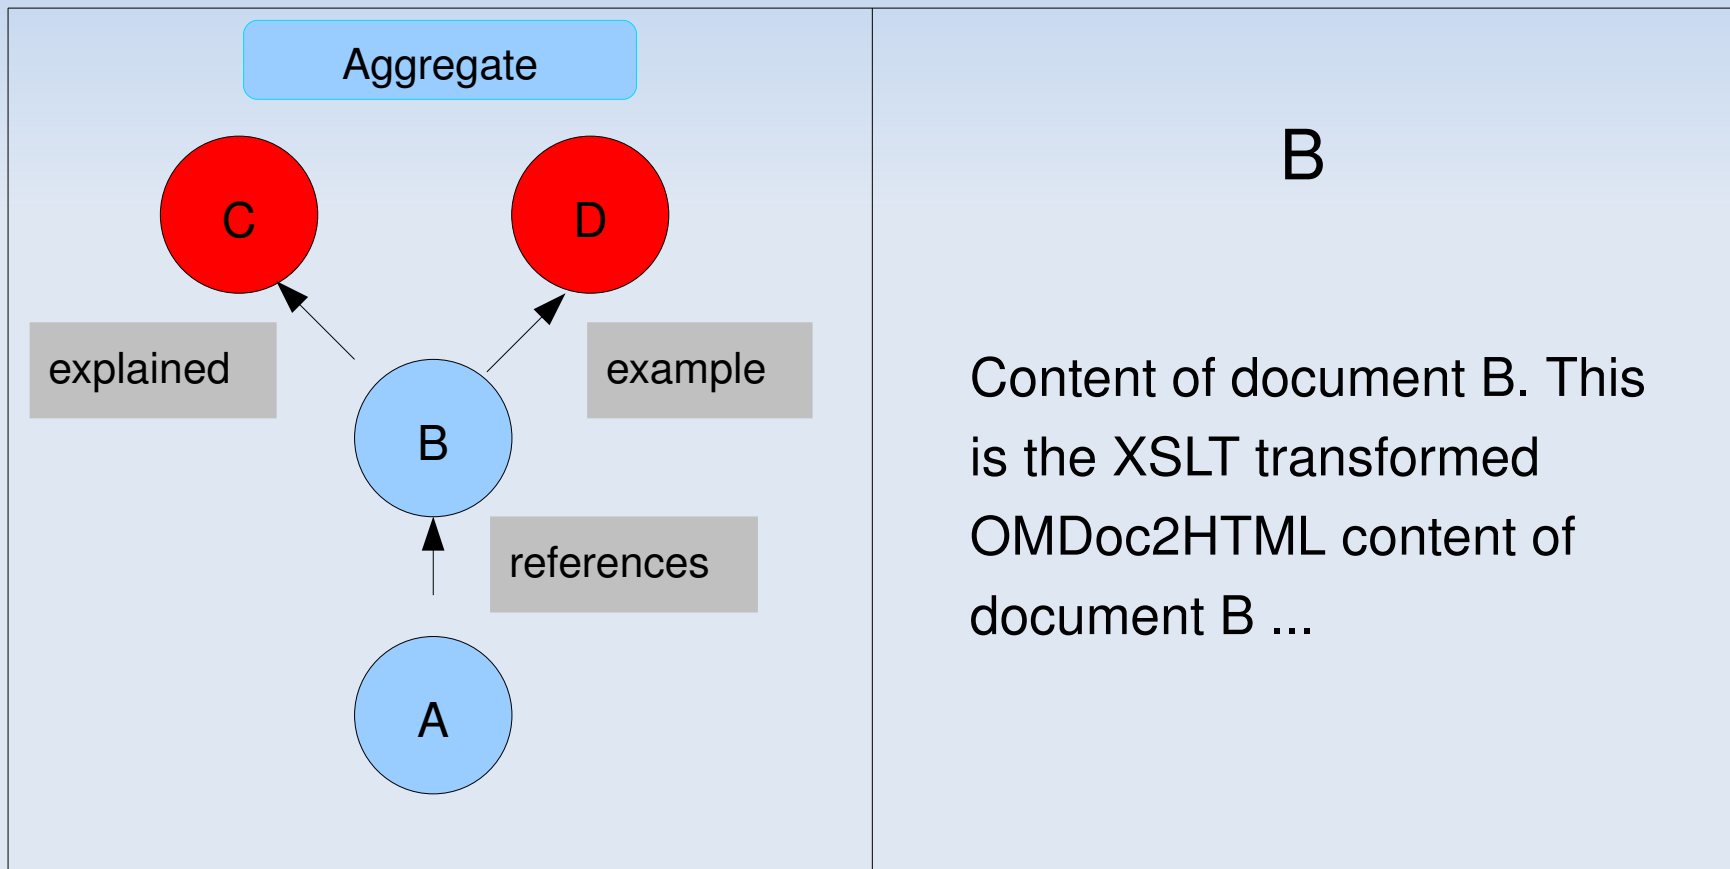 Aggregate
C
D
explained
example
B
references
A
B
Content of document B. This
is the XSLT transformed
OMDoc2HTML content of
document B ...